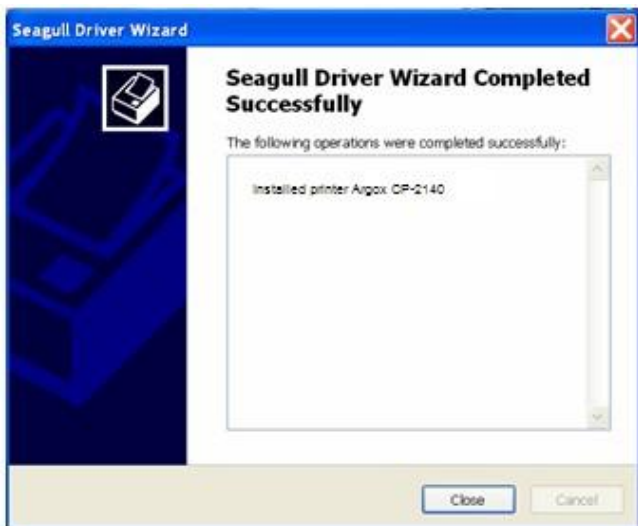 Seagull Driver Wizard
Seagull Driver Wizard Completed
Successfully
The following operations were completed successfully:
Installed printer Argox CP-2140
Close
Cancel